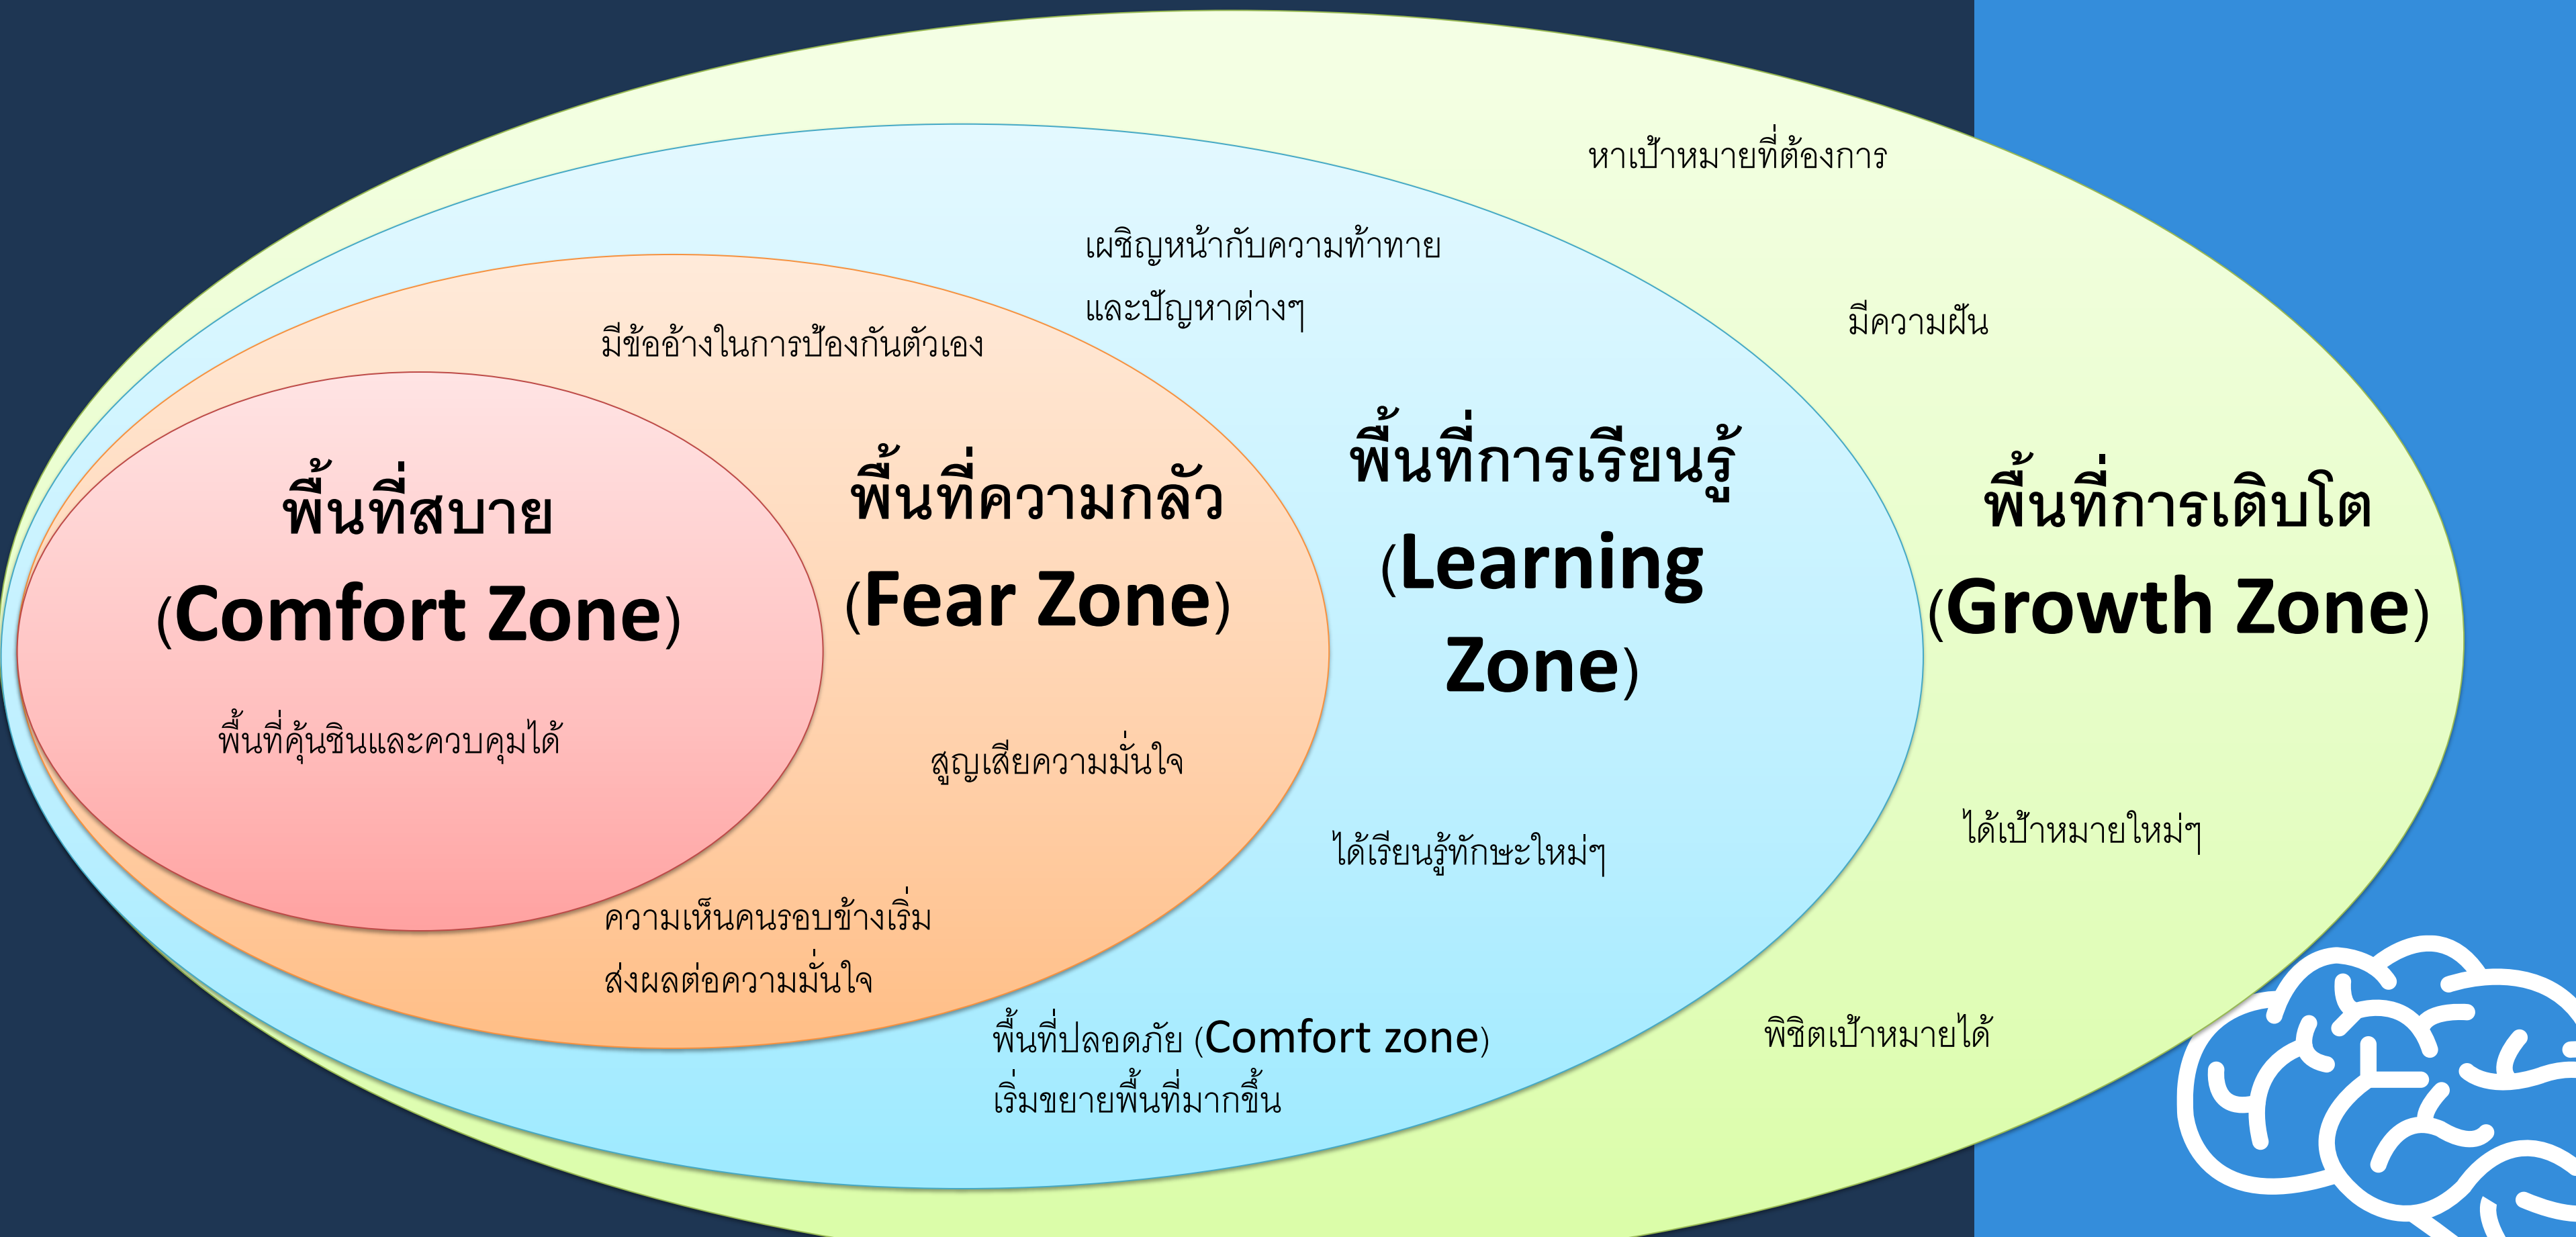 พื้นที่สบาย
(Comfort Zone)
พื้นที่คุ้นชินและควบคุมได้
มีข้ออ้างในการป้องกันตัวเอง
พื้นที่ความกลัว
(Fear Zone)
สูญเสียความมั่นใจ
ความเห็นคนรอบข้างเริ่ม
ส่งผลต่อความมั่นใจ
เผชิญหน้ากับความท้าทาย
และปัญหาต่างๆ
พื้นที่การเรียนรู้
(Learning
Zone)
ได้เรียนรู้ทักษะใหม่ๆ
พื้นที่ปลอดภัย (Comfort zone)
เริ่มขยายพื้นที่มากขึ้น
หาเป้าหมายที่ต้องการ
มีความฝัน
พื้นที่การเติบโต
(Growth Zone)
ได้เป้าหมายใหม่ๆ
พิชิตเป้าหมายได้